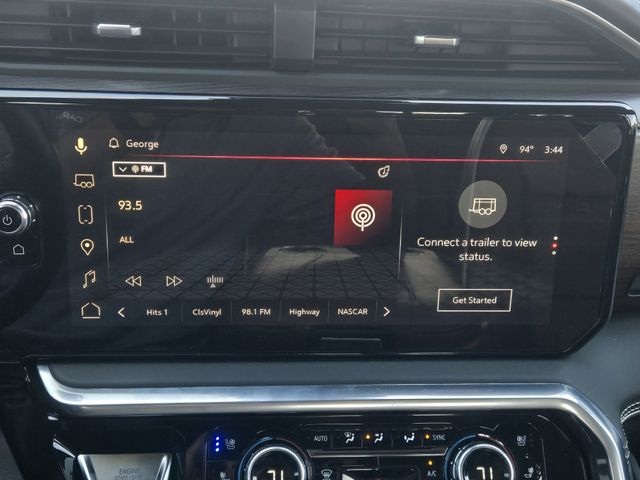 George
94° 3:44
FM
93.5
ALL
Connect a trailer to view
status.
Get Started
Hits 1 ClsVinyl 98.1 FM Highway NASCAR
AUTO SYNC
A/C
71 71
ENGINE